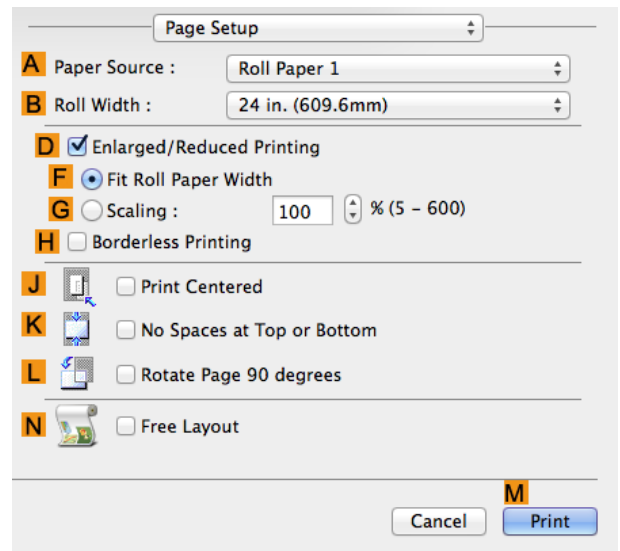 Page Setup
A Paper Source : Roll Paper 1
B Roll Width : 24 in. (609.6mm)
D Enlarged/Reduced Printing
F Fit Roll Paper Width
G Scaling : 100 % (5 - 600)
H Borderless Printing
J Print Centered
K No Spaces at Top or Bottom
L Rotate Page 90 degrees
N Free Layout
M
Cancel Print